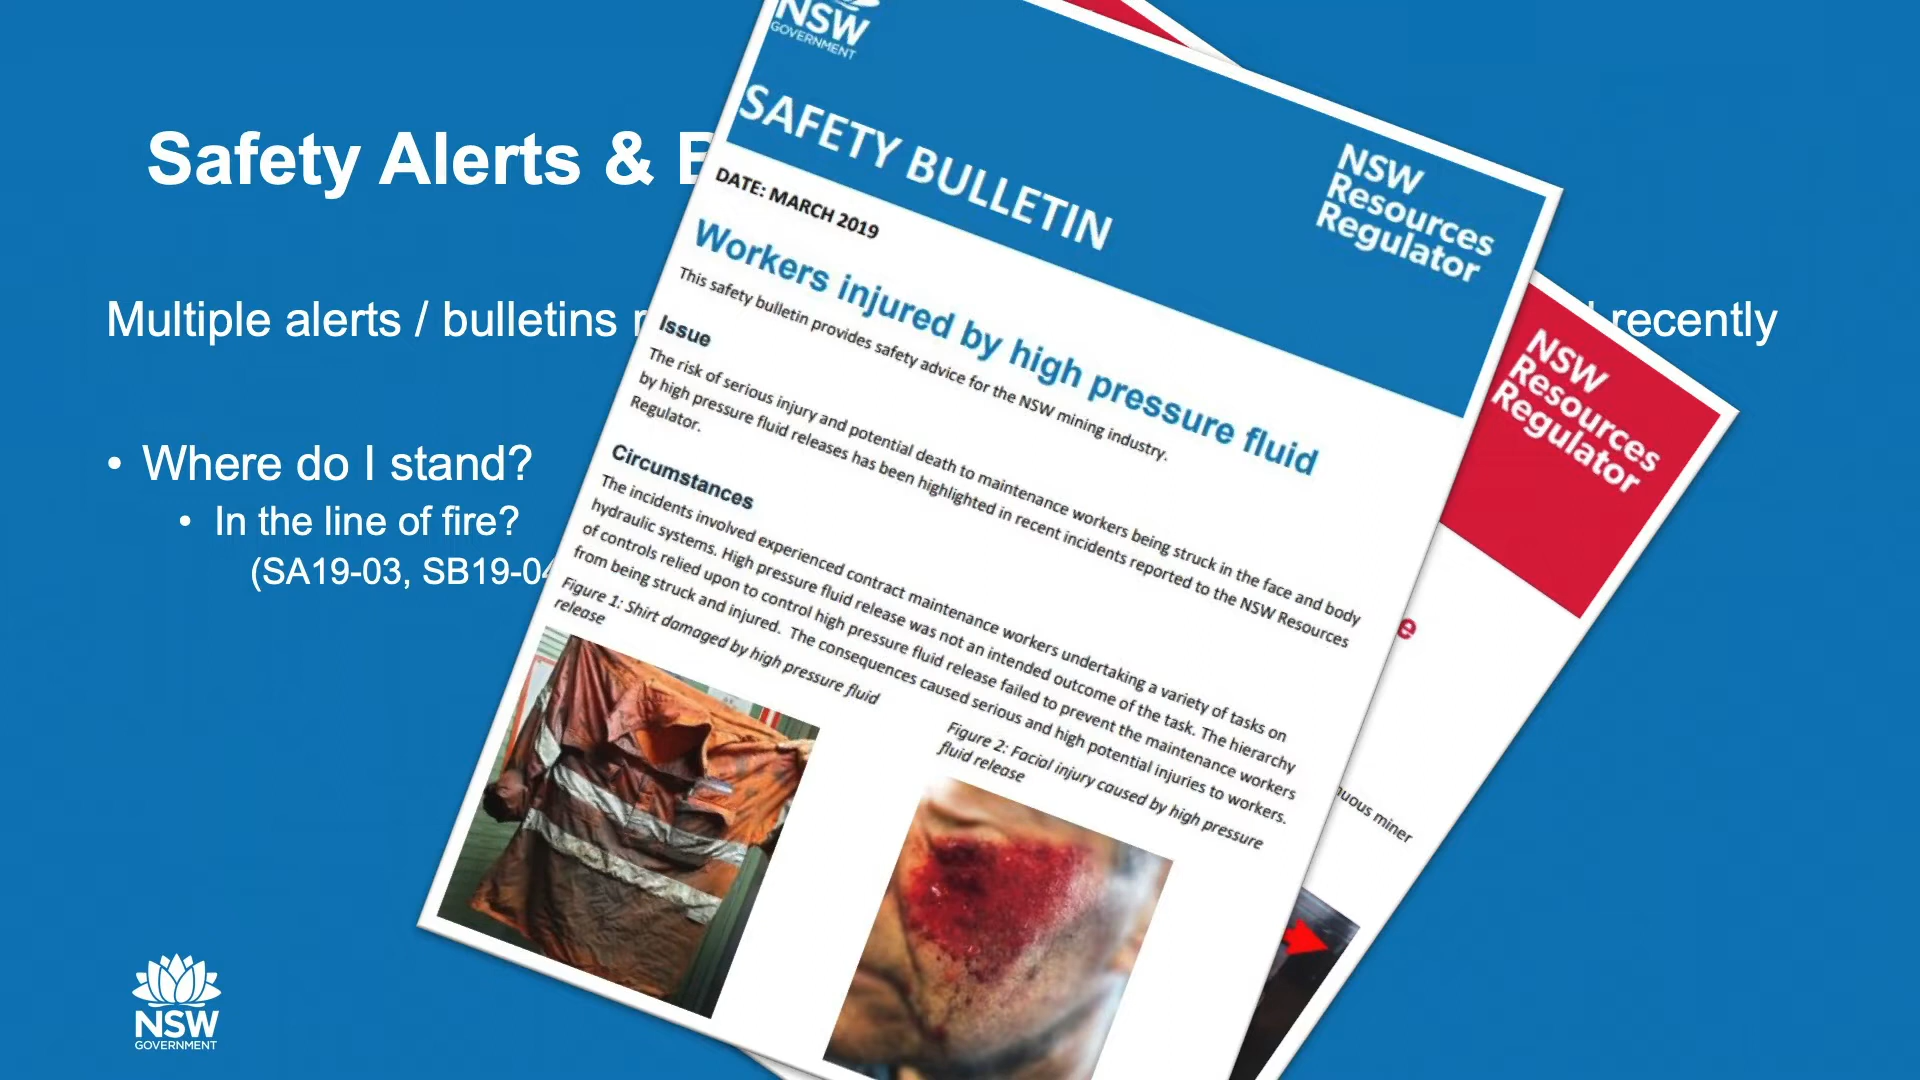 Safety Alerts &
Multiple alerts / bulletins
recently
• Where do I stand?
• In the line of fire?
(SA19-03, SB19-04
NSW
GOVERNMENT
NSW
GOVERNMENT
SAFETY BULLETIN
NSW
Resources
Regulator
DATE: MARCH 2019
Workers injured by high pressure fluid
This safety bulletin provides safety advice for the NSW mining industry.
Issue
The risk of serious injury and potential death to maintenance workers being struck in the face and body
by high pressure fluid releases has been highlighted in recent incidents reported to the NSW Resources
Regulator.
Circumstances
The incidents involved experienced contract maintenance workers undertaking a variety of tasks on
hydraulic systems. High pressure fluid release was not an intended outcome of the task. The hierarchy
of controls relied upon to control high pressure fluid release failed to prevent the maintenance workers
from being struck and injured. The consequences caused serious and high potential injuries to workers.
Figure 1: Shirt damaged by high pressure fluid
release
Figure 2: Facial injury caused by high pressure
fluid release
NSW
Resources
Regulator
e
nuous miner